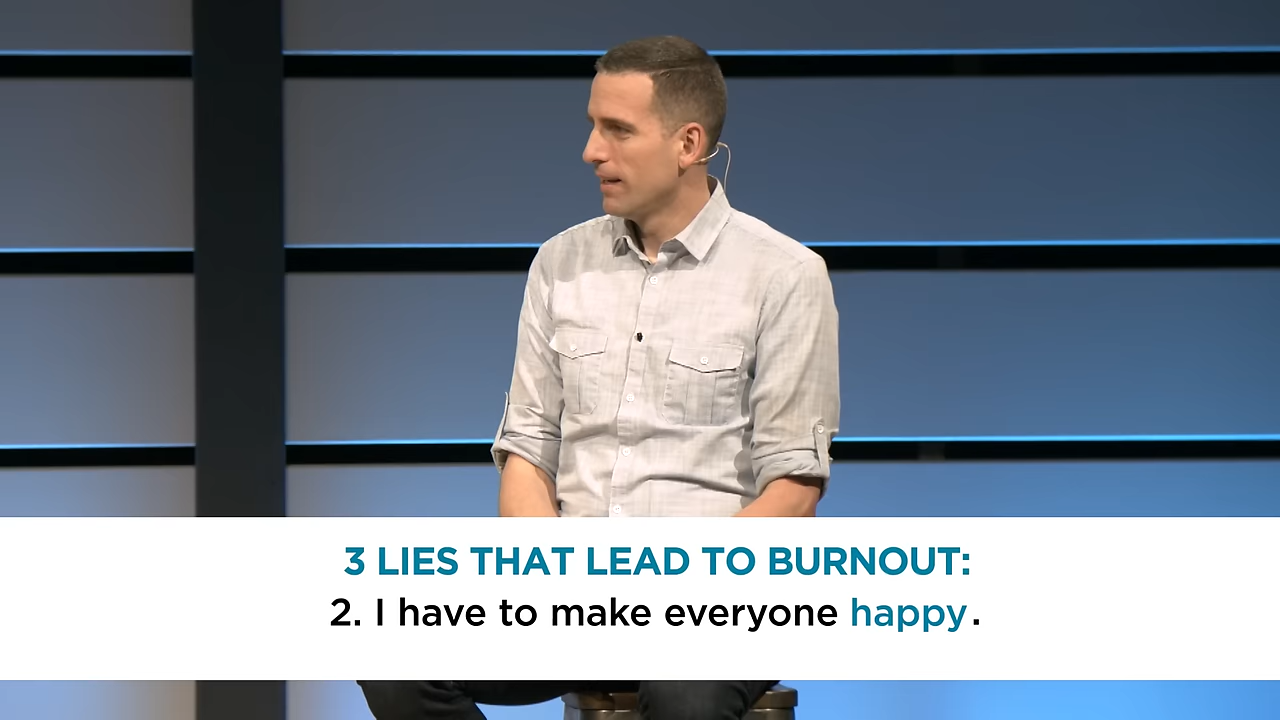 3 LIES THAT LEAD TO BURNOUT:
2. I have to make everyone happy.